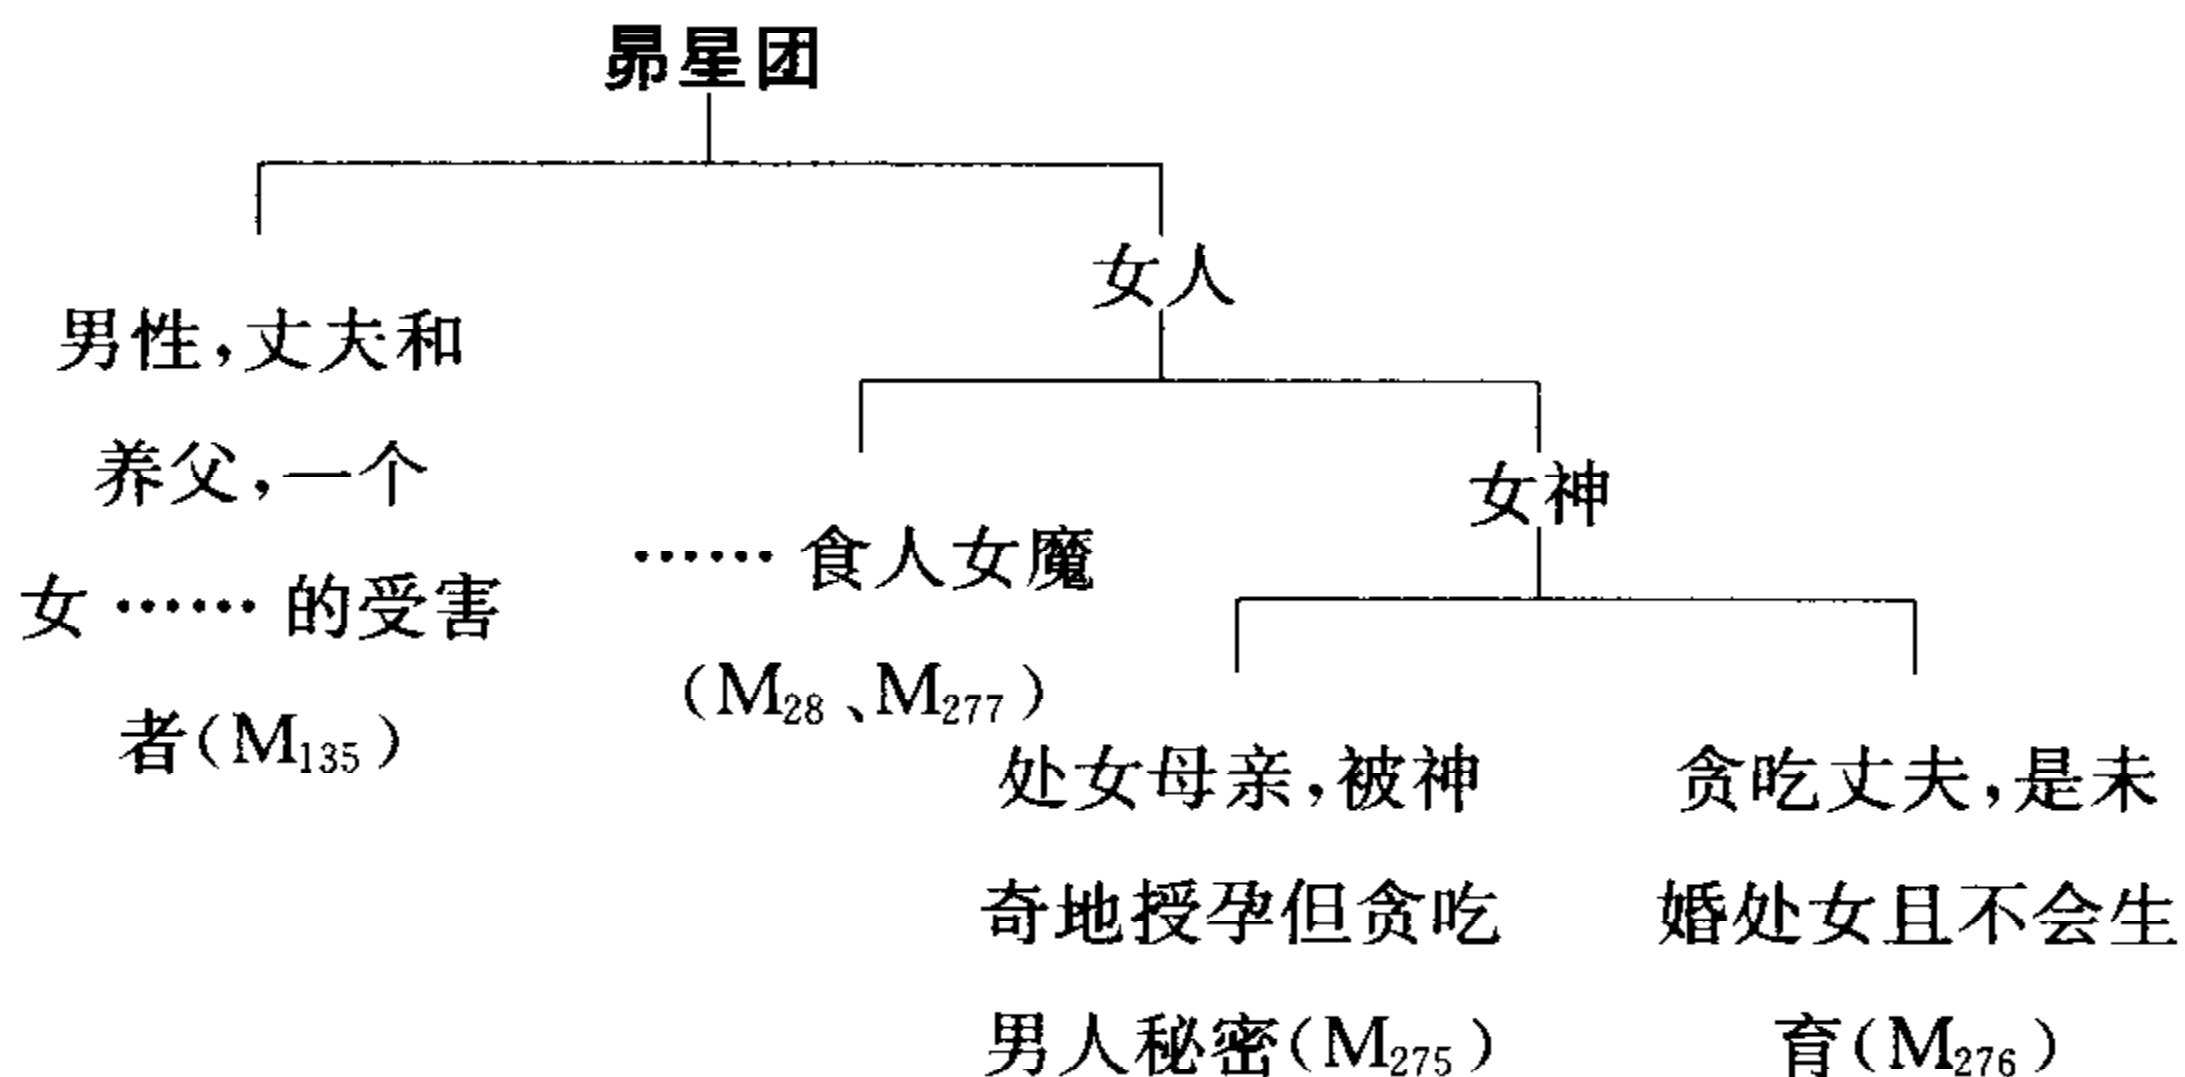 昴星团
女人
男性,丈夫和
养父,一个
女 …… 的受害
者(M₁₃₅)
女神
…… 食人女魔
(M₂₈、M₂₇₇)
处女母亲,被神
奇地授孕但贪吃
男人秘密(M₂₇₅)
贪吃丈夫,是未
婚处女且不会生
育(M₂₇₆)